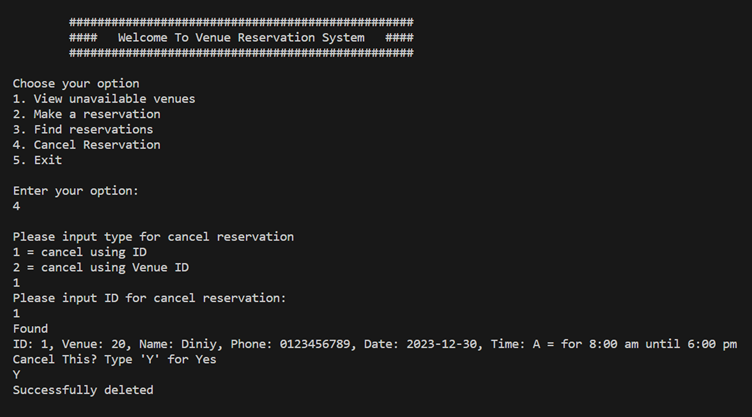 #################################################
####   Welcome To Venue Reservation System   ####
#################################################
Choose your option
1. View unavailable venues
2. Make a reservation
3. Find reservations
4. Cancel Reservation
5. Exit
Enter your option:
4
Please input type for cancel reservation
1 = cancel using ID
2 = cancel using Venue ID
1
Please input ID for cancel reservation:
1
Found
ID: 1, Venue: 20, Name: Diniy, Phone: 0123456789, Date: 2023-12-30, Time: A = for 8:00 am until 6:00 pm
Cancel This? Type 'Y' for Yes
Y
Successfully deleted